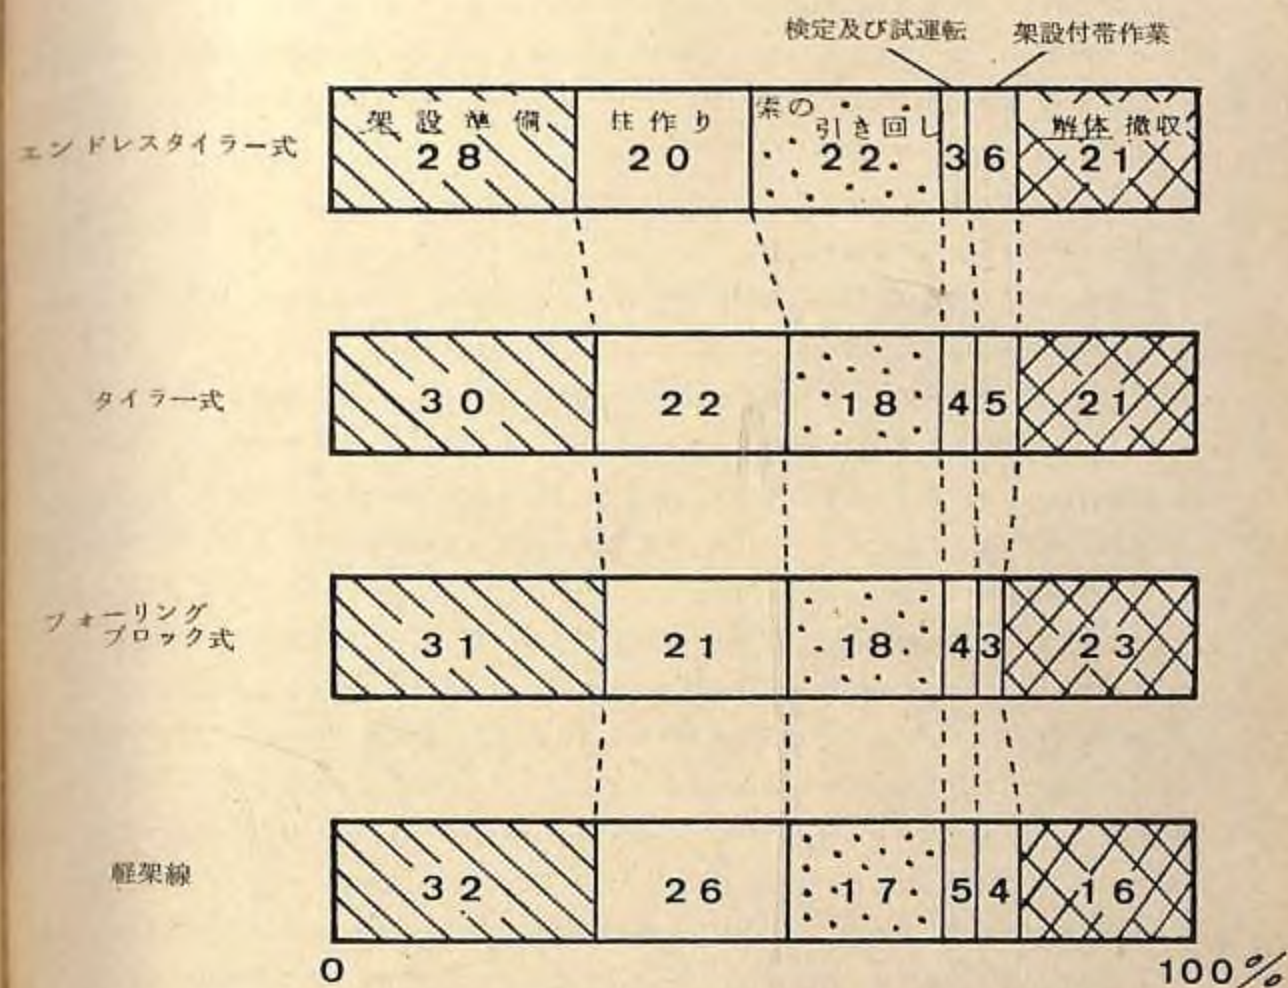 検定及び試運転 架設付帯作業
エンドレスタイラー式 架設準備 柱作り 索の引き回し 解体撤収
28 20 22 3 6 21
タイラー式 30 22 18 4 5 21
フォーリング
ブロック式 31 21 18 4 3 23
軽架線 32 26 17 5 4 16
0 100%